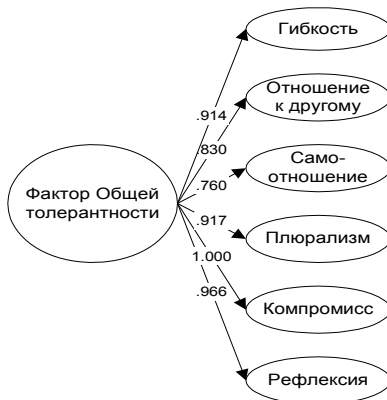 Гибкость
Отношение
к другому
Само-
отношение
Плюрализм
Компромисс
Рефлексия
Фактор Общей
толерантности
.914
.830
.760
.917
1.000
.966